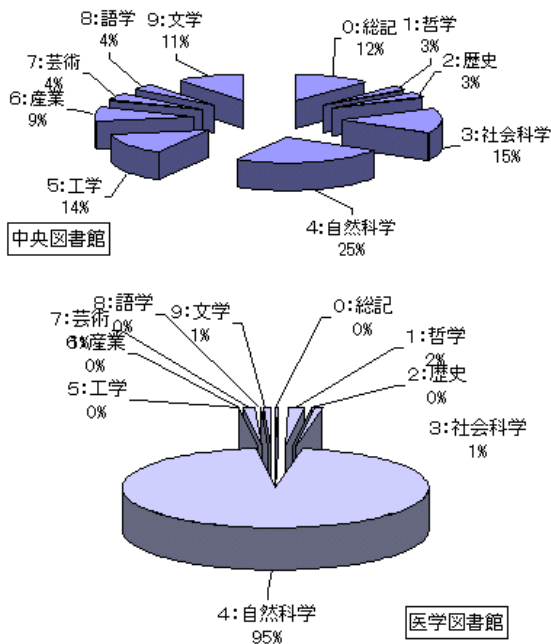 0:総記
12%
1:哲学
3%
2:歴史
3%
3:社会科学
15%
4:自然科学
25%
5:工学
14%
6:産業
9%
7:芸術
4%
8:語学
4%
9:文学
11%
中央図書館
0:総記
0%
1:哲学
2%
2:歴史
0%
3:社会科学
1%
4:自然科学
95%
5:工学
0%
6:産業
0%
7:芸術
8:語学
0%
9:文学
1%
医学図書館